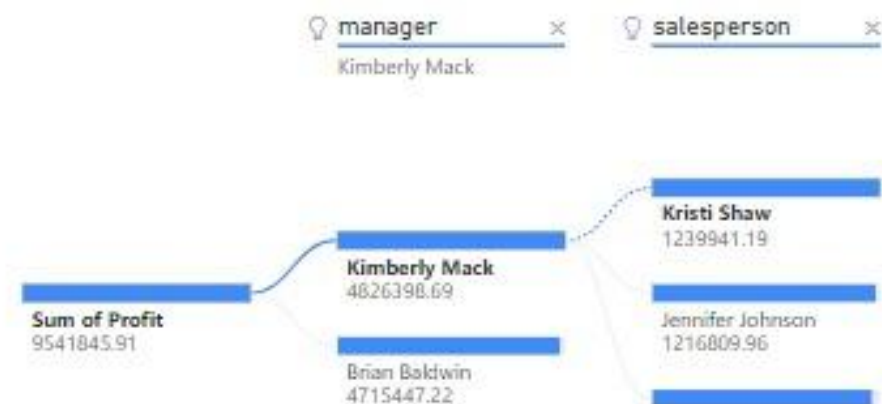 manager
salesperson
Kimberly Mack
Kristi Shaw
1239941.19
Kimberly Mack
4826398.69
Sum of Profit
9541845.91
Jennifer Johnson
1216809.96
Brian Baldwin
4715447.22